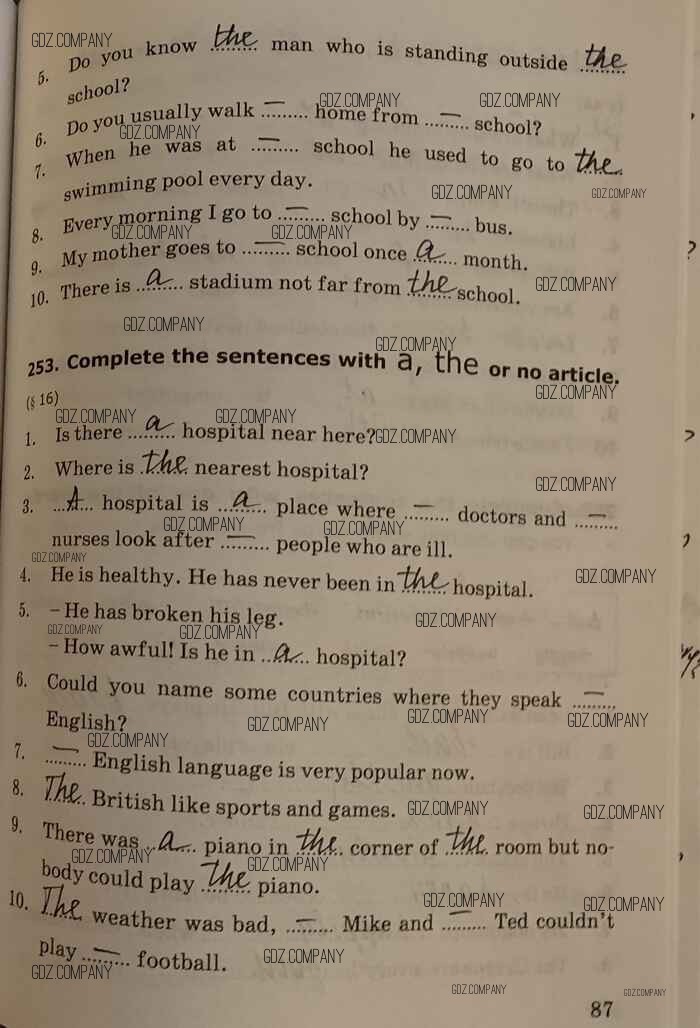 GDZ.COMPANY
5. Do you know the man who is standing outside the
school?
GDZ.COMPANY GDZ.COMPANY
6. Do you usually walk — home from — school?
GDZ.COMPANY
7. When he was at — school he used to go to the
swimming pool every day.
GDZ.COMPANY GDZ.COMPANY
8. Every morning I go to — school by — bus.
GDZ.COMPANY GDZ.COMPANY
9. My mother goes to — school once a month.
10. There is a stadium not far from the school.
GDZ.COMPANY
GDZ.COMPANY
GDZ.COMPANY
253. Complete the sentences with a, the or no article.
GDZ.COMPANY
(§ 16)
GDZ.COMPANY GDZ.COMPANY
1. Is there a hospital near here?
GDZ.COMPANY
2. Where is the nearest hospital?
GDZ.COMPANY
3. A hospital is a place where — doctors and —
GDZ.COMPANY GDZ.COMPANY
nurses look after — people who are ill.
GDZ.COMPANY
4. He is healthy. He has never been in the hospital.
GDZ.COMPANY
5. – He has broken his leg.
GDZ.COMPANY GDZ.COMPANY GDZ.COMPANY
– How awful! Is he in a hospital?
6. Could you name some countries where they speak —
English?
GDZ.COMPANY GDZ.COMPANY GDZ.COMPANY
GDZ.COMPANY
7. — English language is very popular now.
8. The British like sports and games.
GDZ.COMPANY GDZ.COMPANY
9. There was a piano in the corner of the room but no-
GDZ.COMPANY GDZ.COMPANY
body could play the piano.
GDZ.COMPANY GDZ.COMPANY
10. The weather was bad, — Mike and — Ted couldn't
play — football.
GDZ.COMPANY GDZ.COMPANY
GDZ.COMPANY GDZ.COMPANY
87